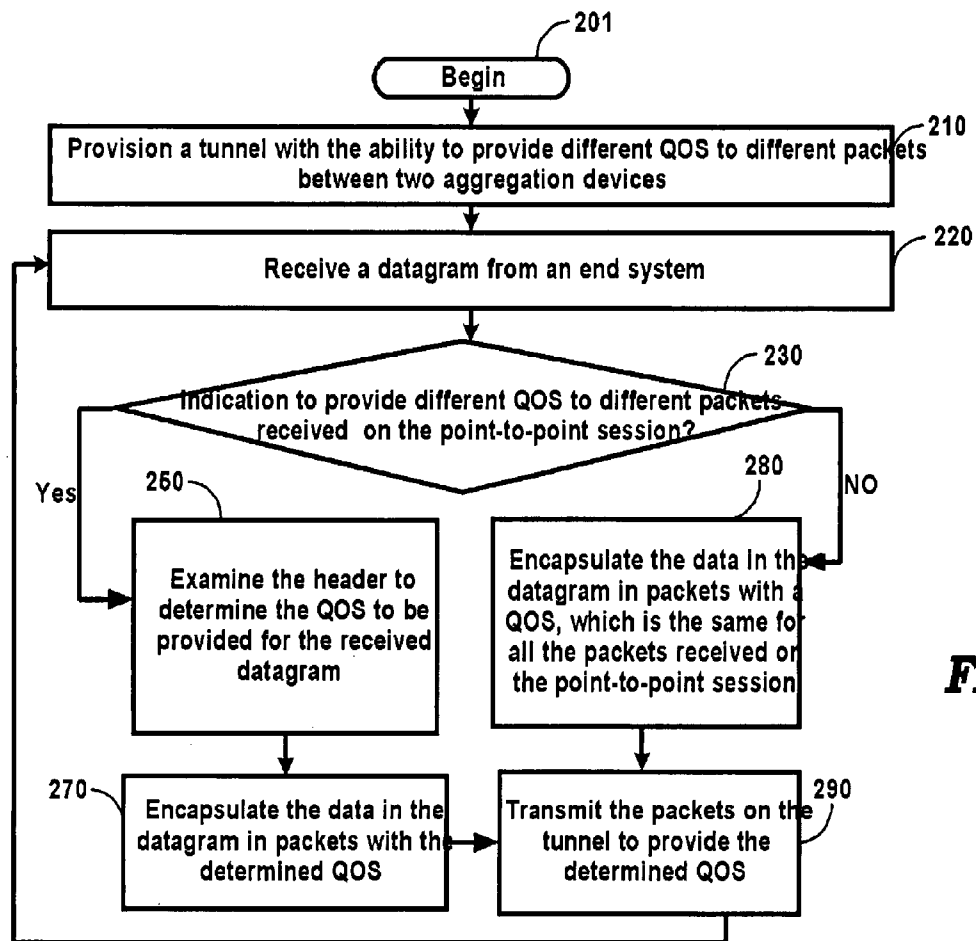 201
Begin
210
Provision a tunnel with the ability to provide different QOS to different packets
between two aggregation devices
220
Receive a datagram from an end system
230
Indication to provide different QOS to different packets
received on the point-to-point session?
Yes
NO
250
Examine the header to
determine the QOS to be
provided for the received
datagram
280
Encapsulate the data in the
datagram in packets with a
QOS, which is the same for
all the packets received on
the point-to-point session
270
Encapsulate the data in the
datagram in packets with the
determined QOS
290
Transmit the packets on the
tunnel to provide the
determined QOS